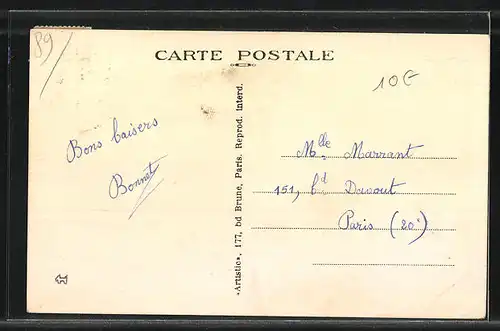 89
CARTE POSTALE
10€
Bons baisers
Bonnet
«Artistic», 177, bd Brune, Paris. Reprod. interd.
Mlle Marrant
151, bd Davout
Paris (20e)